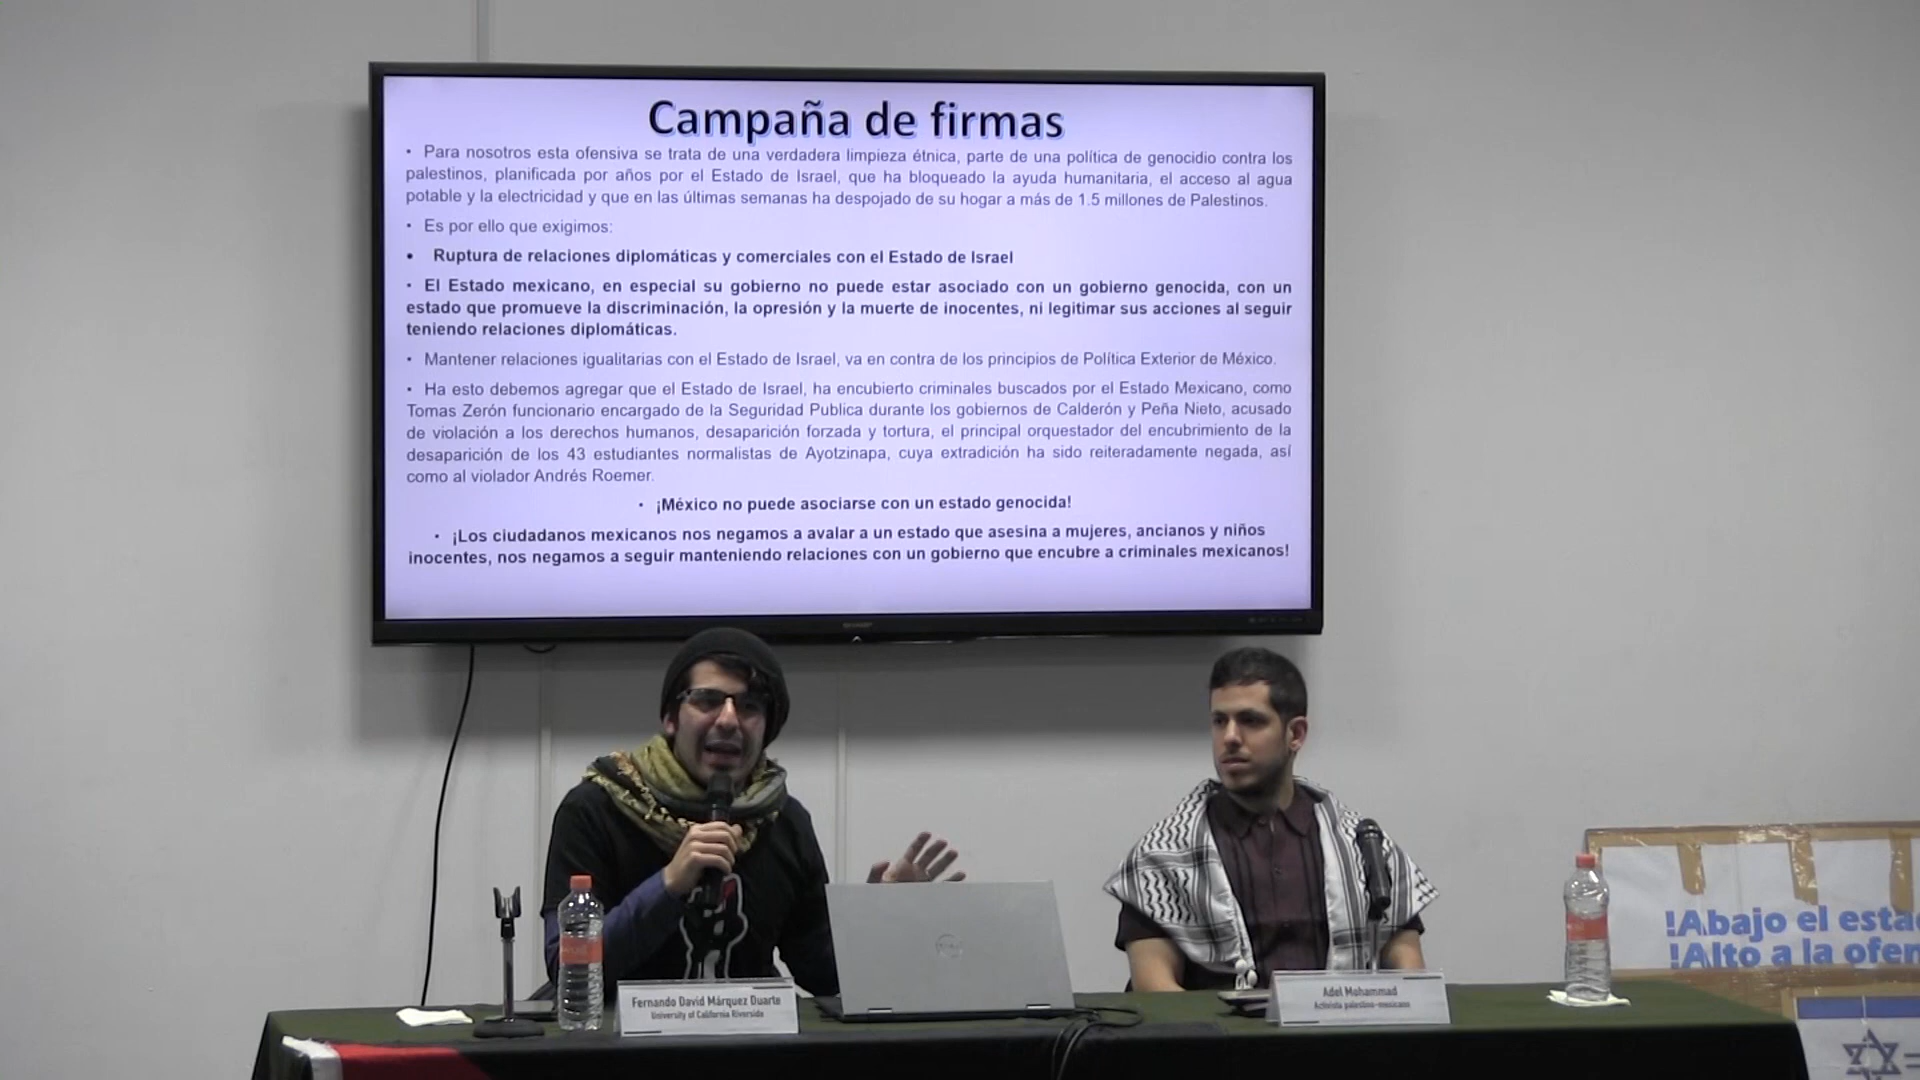 Campaña de firmas
• Para nosotros esta ofensiva se trata de una verdadera limpieza étnica, parte de una política de genocidio contra los
palestinos, planificada por años por el Estado de Israel, que ha bloqueado la ayuda humanitaria, el acceso al agua
potable y la electricidad y que en las últimas semanas ha despojado de su hogar a más de 1.5 millones de Palestinos.
• Es por ello que exigimos:
• Ruptura de relaciones diplomáticas y comerciales con el Estado de Israel
• El Estado mexicano, en especial su gobierno no puede estar asociado con un gobierno genocida, con un
estado que promueve la discriminación, la opresión y la muerte de inocentes, ni legitimar sus acciones al seguir
teniendo relaciones diplomáticas.
• Mantener relaciones igualitarias con el Estado de Israel, va en contra de los principios de Política Exterior de México.
• Ha esto debemos agregar que el Estado de Israel, ha encubierto criminales buscados por el Estado Mexicano, como
Tomas Zerón funcionario encargado de la Seguridad Publica durante los gobiernos de Calderón y Peña Nieto, acusado
de violación a los derechos humanos, desaparición forzada y tortura, el principal orquestador del encubrimiento de la
desaparición de los 43 estudiantes normalistas de Ayotzinapa, cuya extradición ha sido reiteradamente negada, así
como al violador Andrés Roemer.
• ¡México no puede asociarse con un estado genocida!
• ¡Los ciudadanos mexicanos nos negamos a avalar a un estado que asesina a mujeres, ancianos y niños
inocentes, nos negamos a seguir manteniendo relaciones con un gobierno que encubre a criminales mexicanos!
SHARP
Fernando David Márquez Duarte
University of California Riverside
DELL
Adel Mohammad
Activista palestino-mexicano
!Abajo el esta
!Alto a la ofen
=